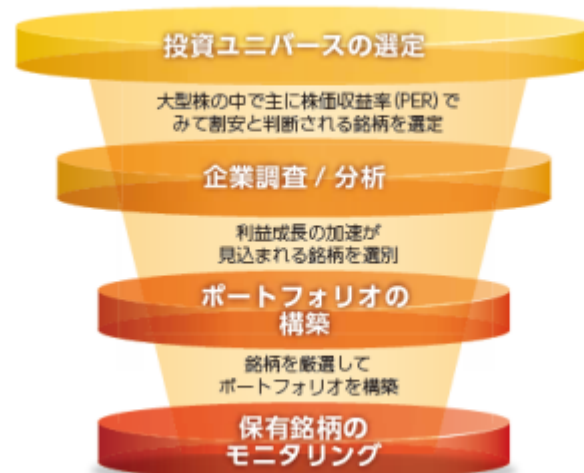 投資ユニバースの選定
大型株の中で主に株価収益率(PER)で
みて割安と判断される銘柄を選定
企業調査 / 分析
利益成長の加速が
見込まれる銘柄を選別
ポートフォリオの
構築
銘柄を厳選して
ポートフォリオを構築
保有銘柄の
モニタリング